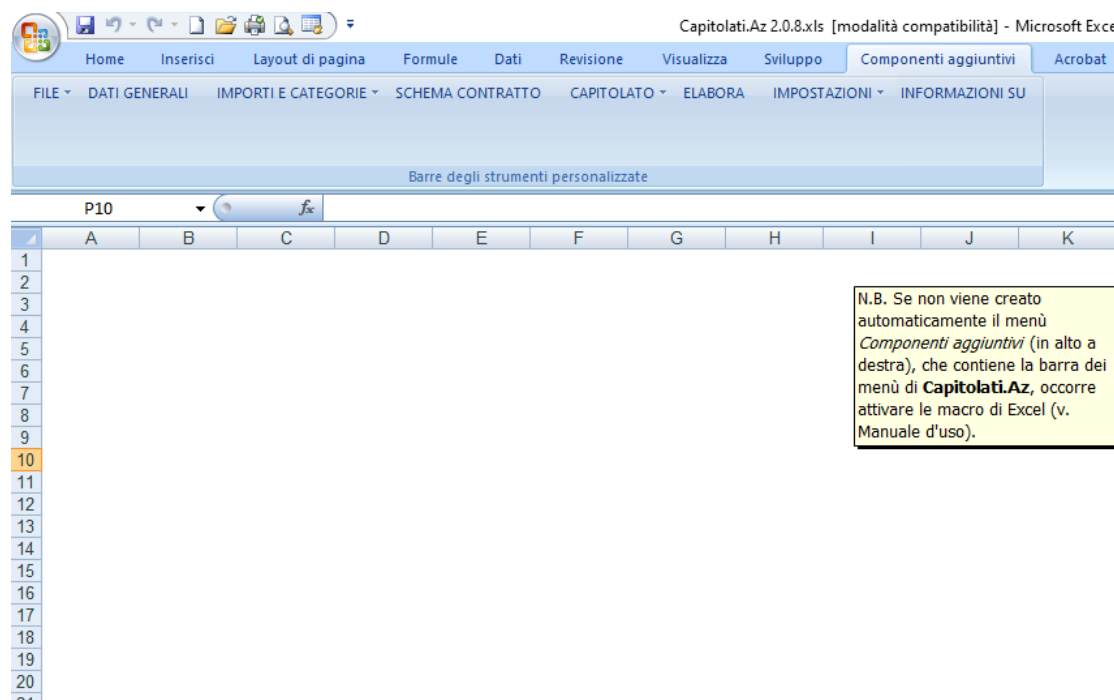 Capitolati.Az 2.0.8.xls [modalità compatibilità] - Microsoft Exce
Home Inserisci Layout di pagina Formule Dati Revisione Visualizza Sviluppo Componenti aggiuntivi Acrobat
FILE DATI GENERALI IMPORTI E CATEGORIE SCHEMA CONTRATTO CAPITOLATO ELABORA IMPOSTAZIONI INFORMAZIONI SU
Barre degli strumenti personalizzate
P10 fx
A B C D E F G H I J K
1
2
3
4
5
6
7
8
9
10
11
12
13
14
15
16
17
18
19
20
21
N.B. Se non viene creato
automaticamente il menù
Componenti aggiuntivi (in alto a
destra), che contiene la barra dei
menù di Capitolati.Az, occorre
attivare le macro di Excel (v.
Manuale d'uso).